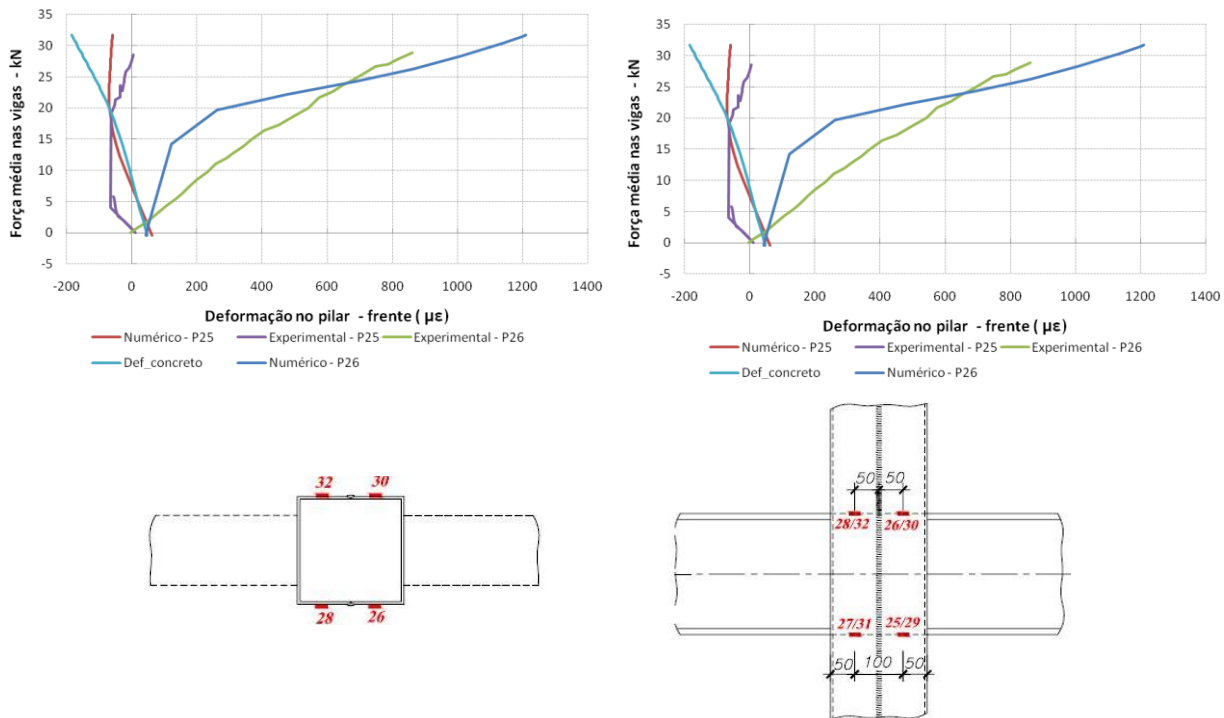 35
30
25
20
15
10
5
0
-5
Força média nas vigas - kN
-200 0 200 400 600 800 1000 1200 1400
Deformação no pilar - frente ( με)
Numérico - P25 Experimental - P25 Experimental - P26
Def_concreto Numérico - P26
35
30
25
20
15
10
5
0
-5
Força média nas vigas - kN
-200 0 200 400 600 800 1000 1200 1400
Deformação no pilar - frente ( με)
Numérico - P25 Experimental - P25 Experimental - P26
Def_concreto Numérico - P26
32 30
28 26
50 50
28/32 26/30
27/31 25/29
50 100 50